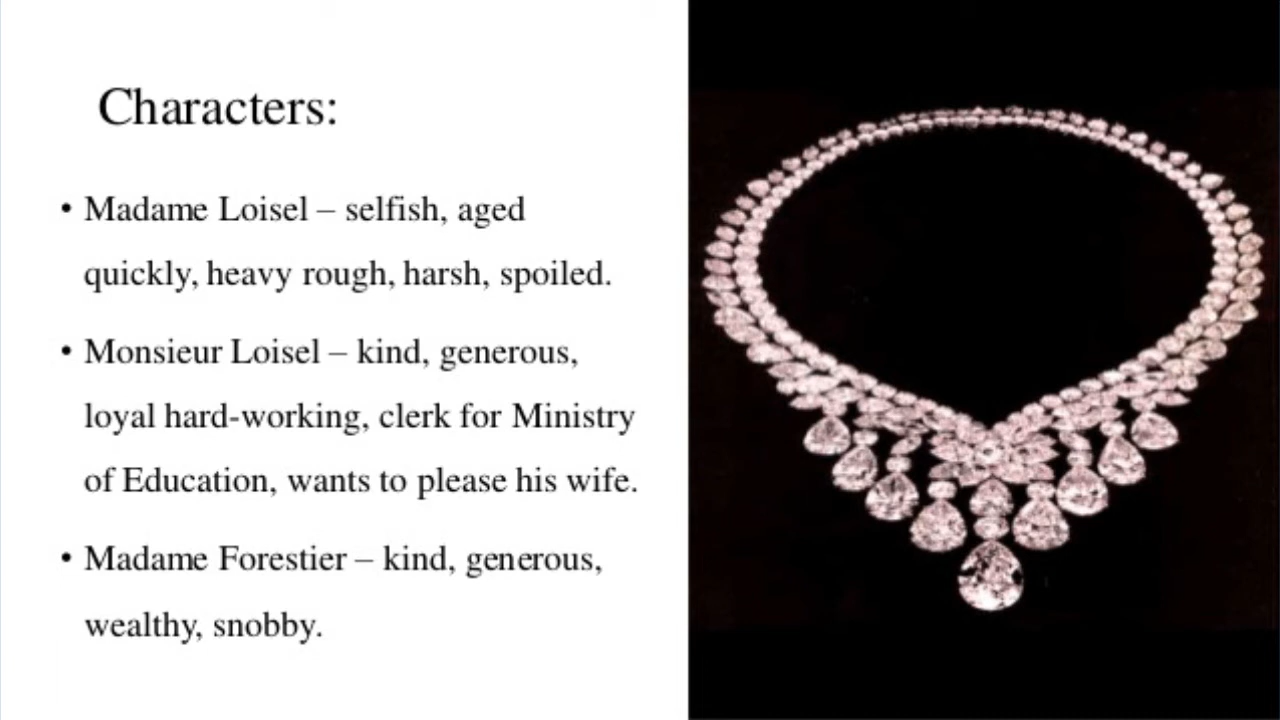 Characters:
• Madame Loisel – selfish, aged
quickly, heavy rough, harsh, spoiled.
• Monsieur Loisel – kind, generous,
loyal hard-working, clerk for Ministry
of Education, wants to please his wife.
• Madame Forestier – kind, generous,
wealthy, snobby.